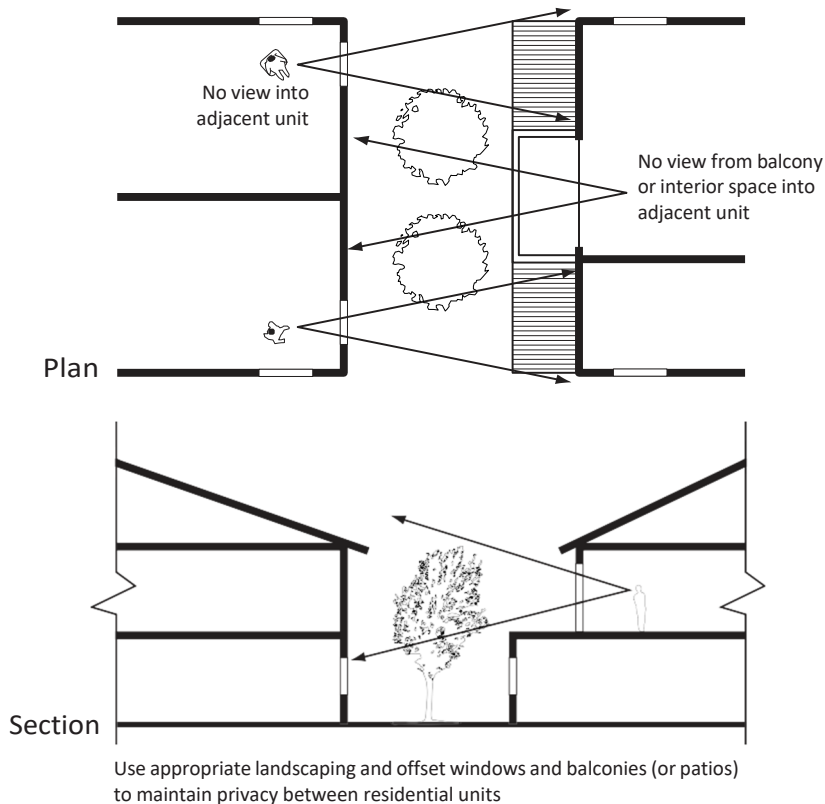 No view into
adjacent unit
No view from balcony
or interior space into
adjacent unit
Plan
Section
Use appropriate landscaping and offset windows and balconies (or patios)
to maintain privacy between residential units